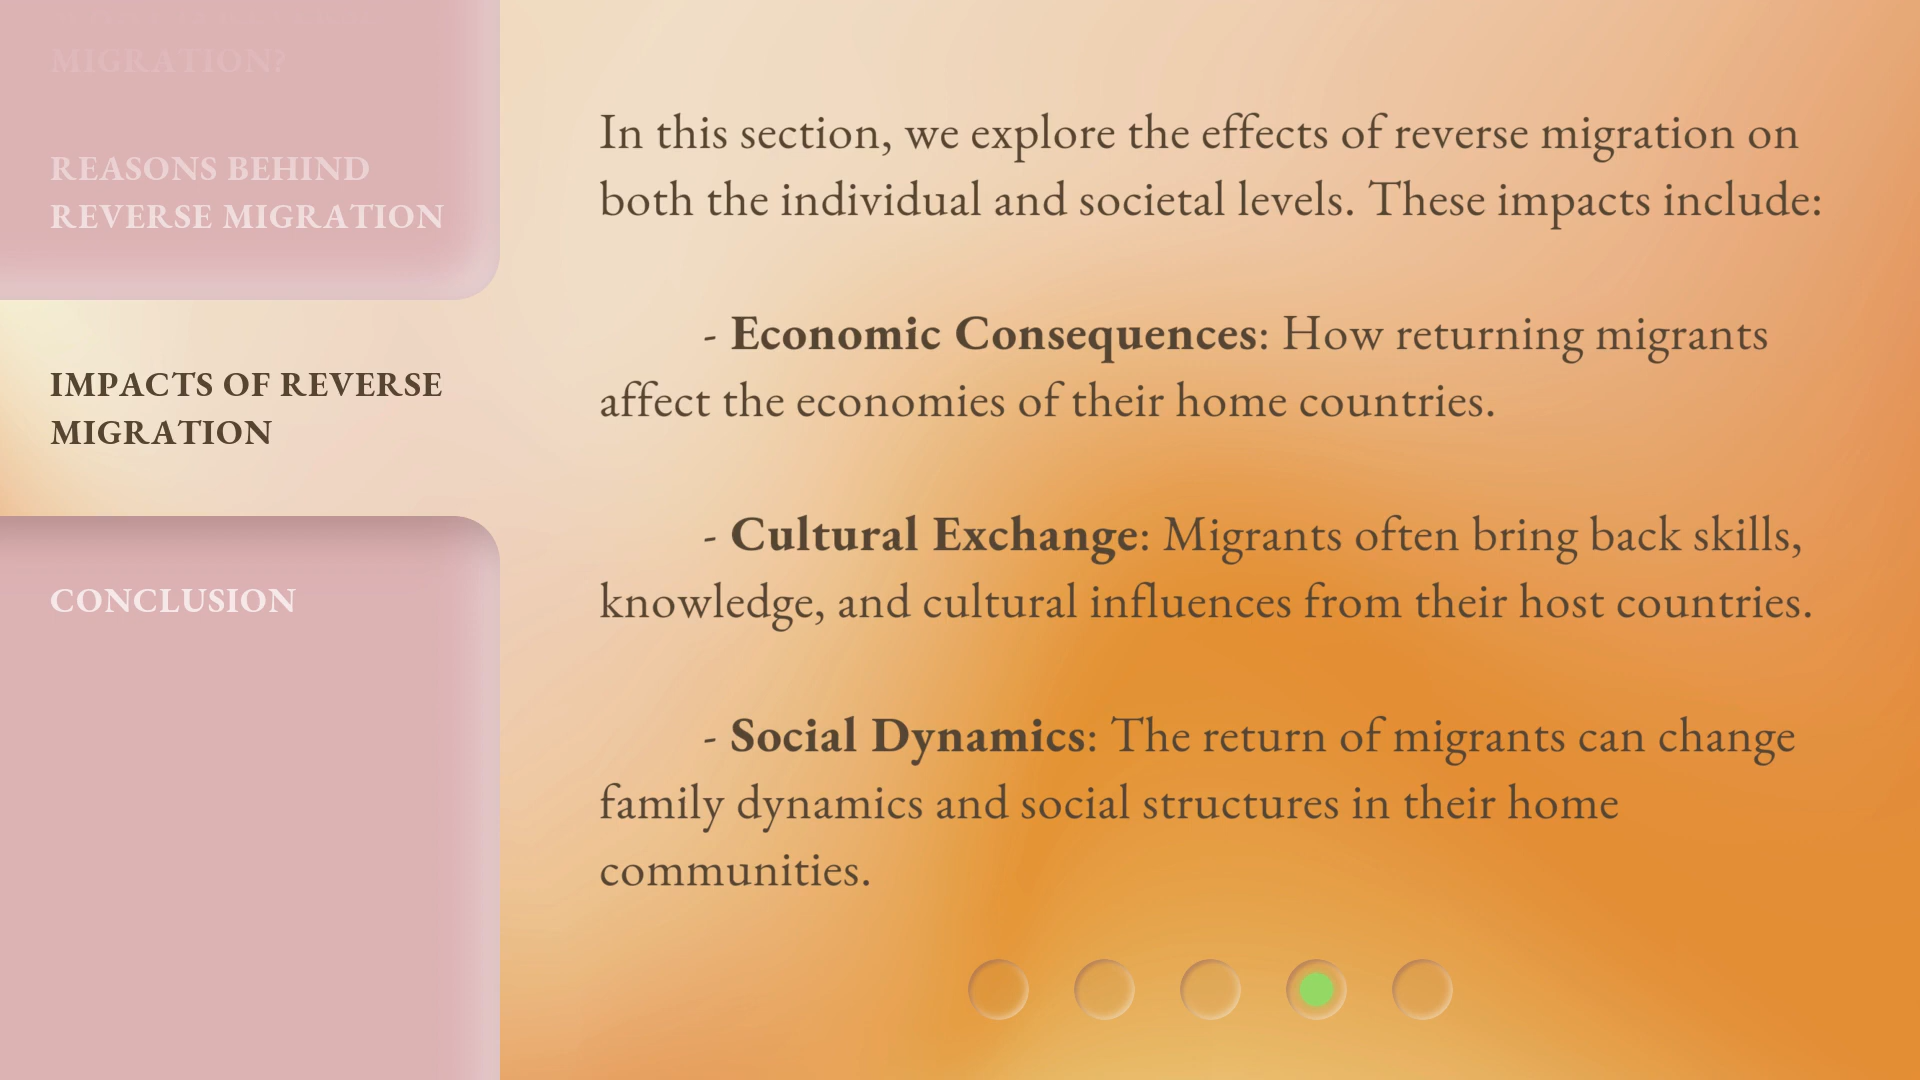 MIGRATION?
REASONS BEHIND
REVERSE MIGRATION
IMPACTS OF REVERSE
MIGRATION
CONCLUSION
In this section, we explore the effects of reverse migration on
both the individual and societal levels. These impacts include:
- Economic Consequences: How returning migrants
affect the economies of their home countries.
- Cultural Exchange: Migrants often bring back skills,
knowledge, and cultural influences from their host countries.
- Social Dynamics: The return of migrants can change
family dynamics and social structures in their home
communities.